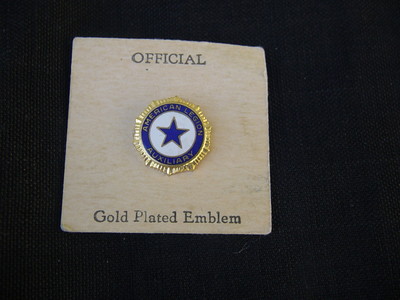 OFFICIAL
AMERICAN LEGION
AUXILIARY
Gold Plated Emblem